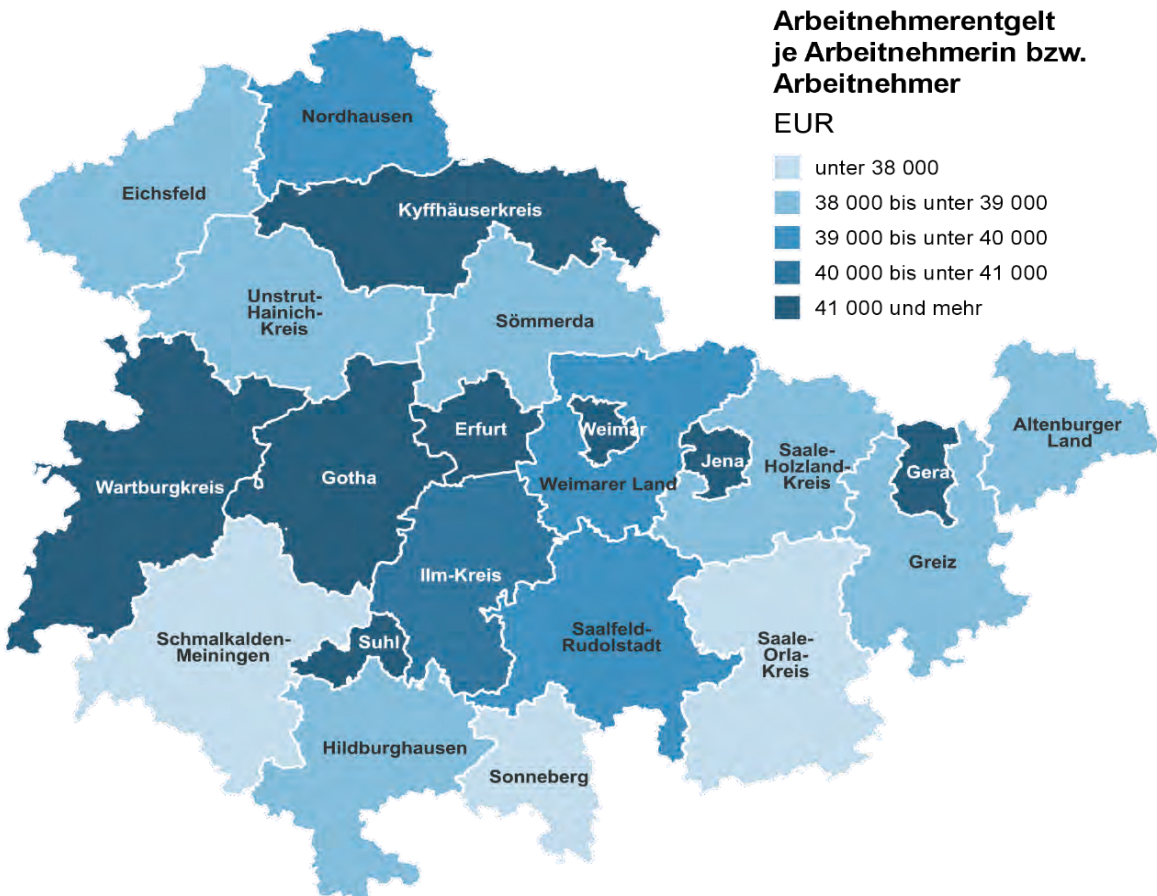 Arbeitnehmerentgelt
je Arbeitnehmerin bzw.
Arbeitnehmer
EUR
unter 38 000
38 000 bis unter 39 000
39 000 bis unter 40 000
40 000 bis unter 41 000
41 000 und mehr
Nordhausen
Eichsfeld
Kyffhäuserkreis
Unstrut-
Hainich-
Kreis
Sömmerda
Wartburgkreis
Gotha
Erfurt
Weimar
Weimarer Land
Jena
Saale-
Holzland-
Kreis
Gera
Altenburger
Land
Greiz
Ilm-Kreis
Schmalkalden-
Meiningen
Suhl
Saalfeld-
Rudolstadt
Saale-
Orla-
Kreis
Hildburghausen
Sonneberg